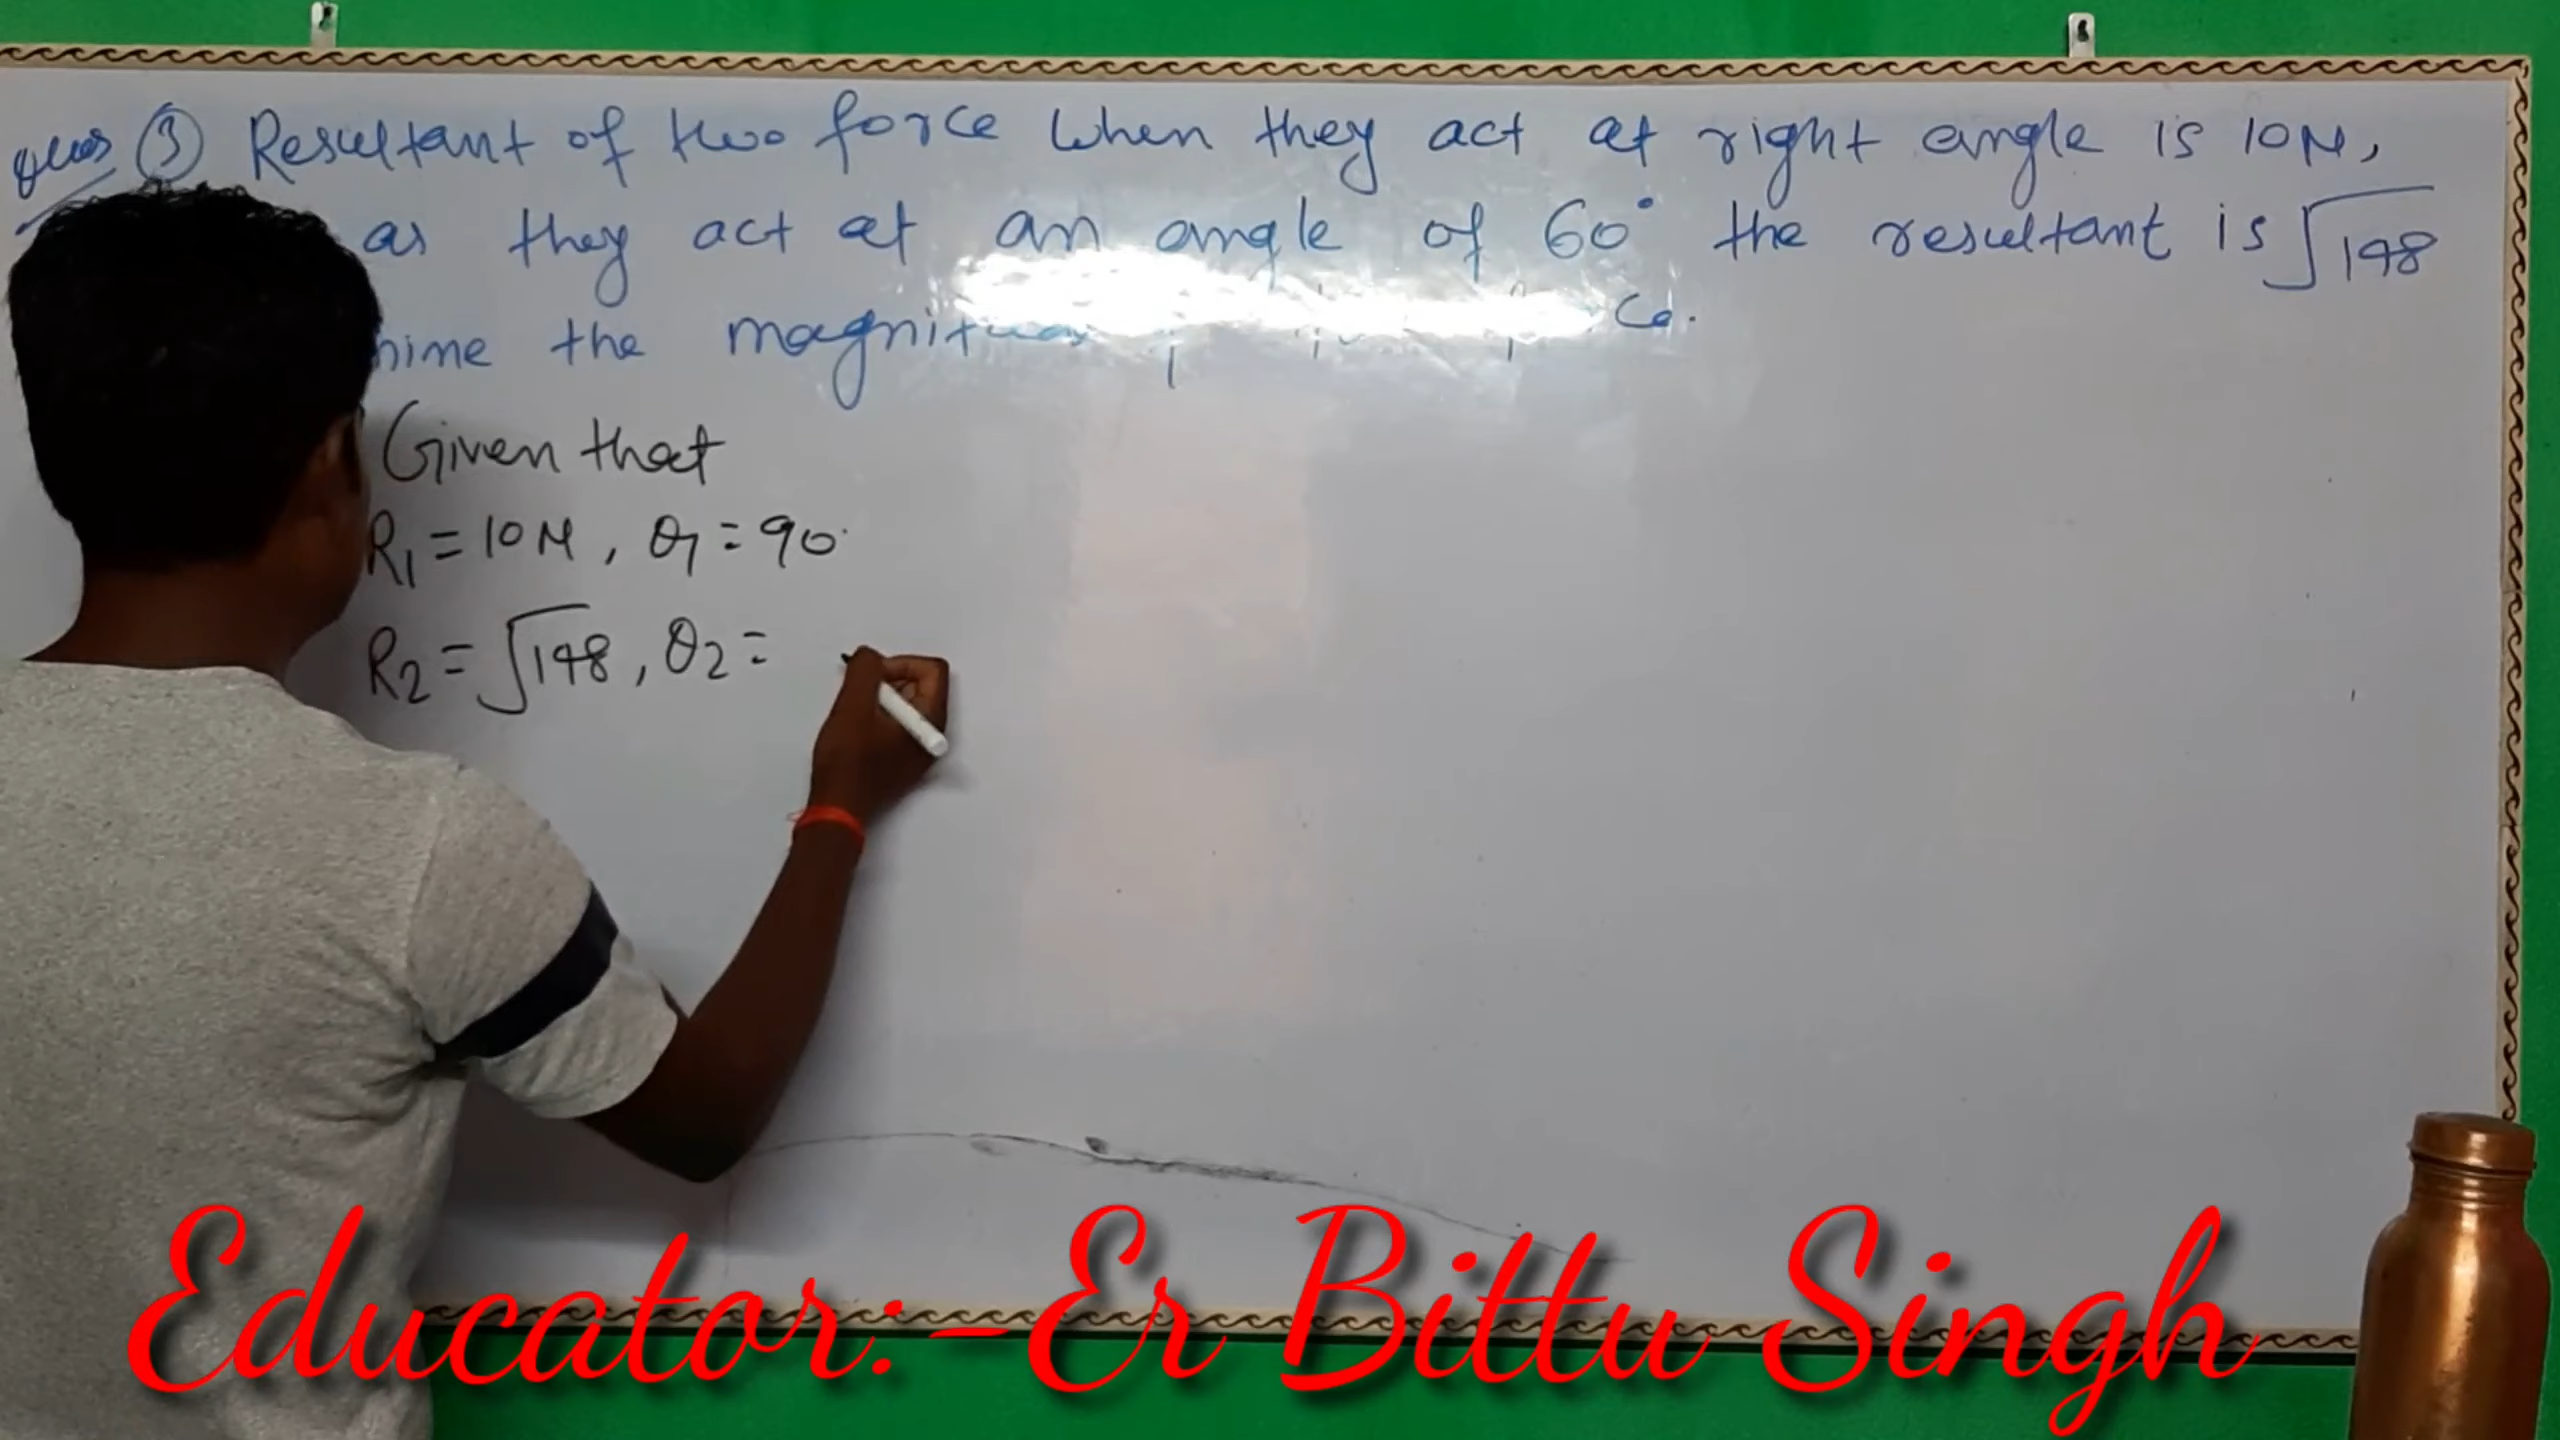 Ques ③ Resultant of two force when they act at right angle is 10N,
as they act at an angle of 60° the resultant is √148
mine the
Given that
R1 = 10N, θ1 = 90°
R2 = √148, θ2 =
Educator:-Er Bittu Singh